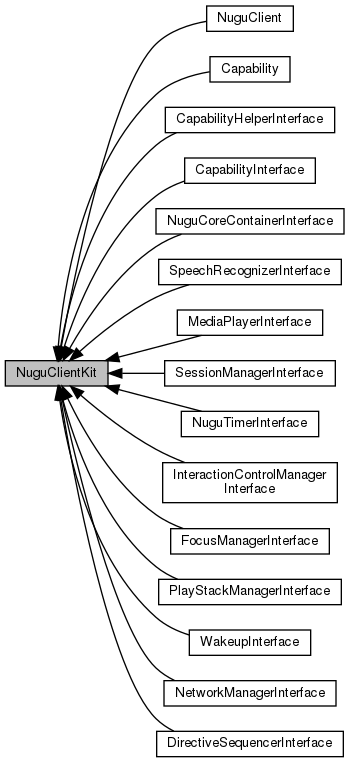 NuguClient
Capability
CapabilityHelperInterface
CapabilityInterface
NuguCoreContainerInterface
SpeechRecognizerInterface
MediaPlayerInterface
NuguClientKit
SessionManagerInterface
NuguTimerInterface
InteractionControlManager
Interface
FocusManagerInterface
PlayStackManagerInterface
WakeupInterface
NetworkManagerInterface
DirectiveSequencerInterface